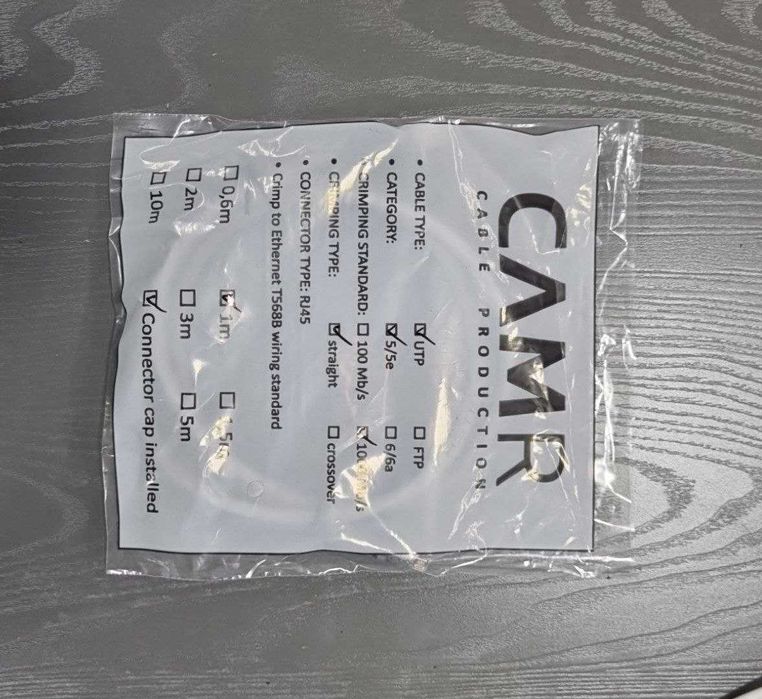 CAMR
CABLE PRODUCTION
• CABLE TYPE: ☑ UTP ☐ FTP
• CATEGORY: ☑ 5/5e ☐ 6/6a
• CRIMPING STANDARD: ☐ 100 Mb/s ☑
• CRIMPING TYPE: ☑ straight ☐ crossover
• CONNECTOR TYPE: RJ45
• Crimp to Ethernet T568B wiring standard
☐ 0,6m ☑ 1m ☐
☐ 2m ☐ 3m ☐ 5m
☐ 10m ☑ Connector cap installed